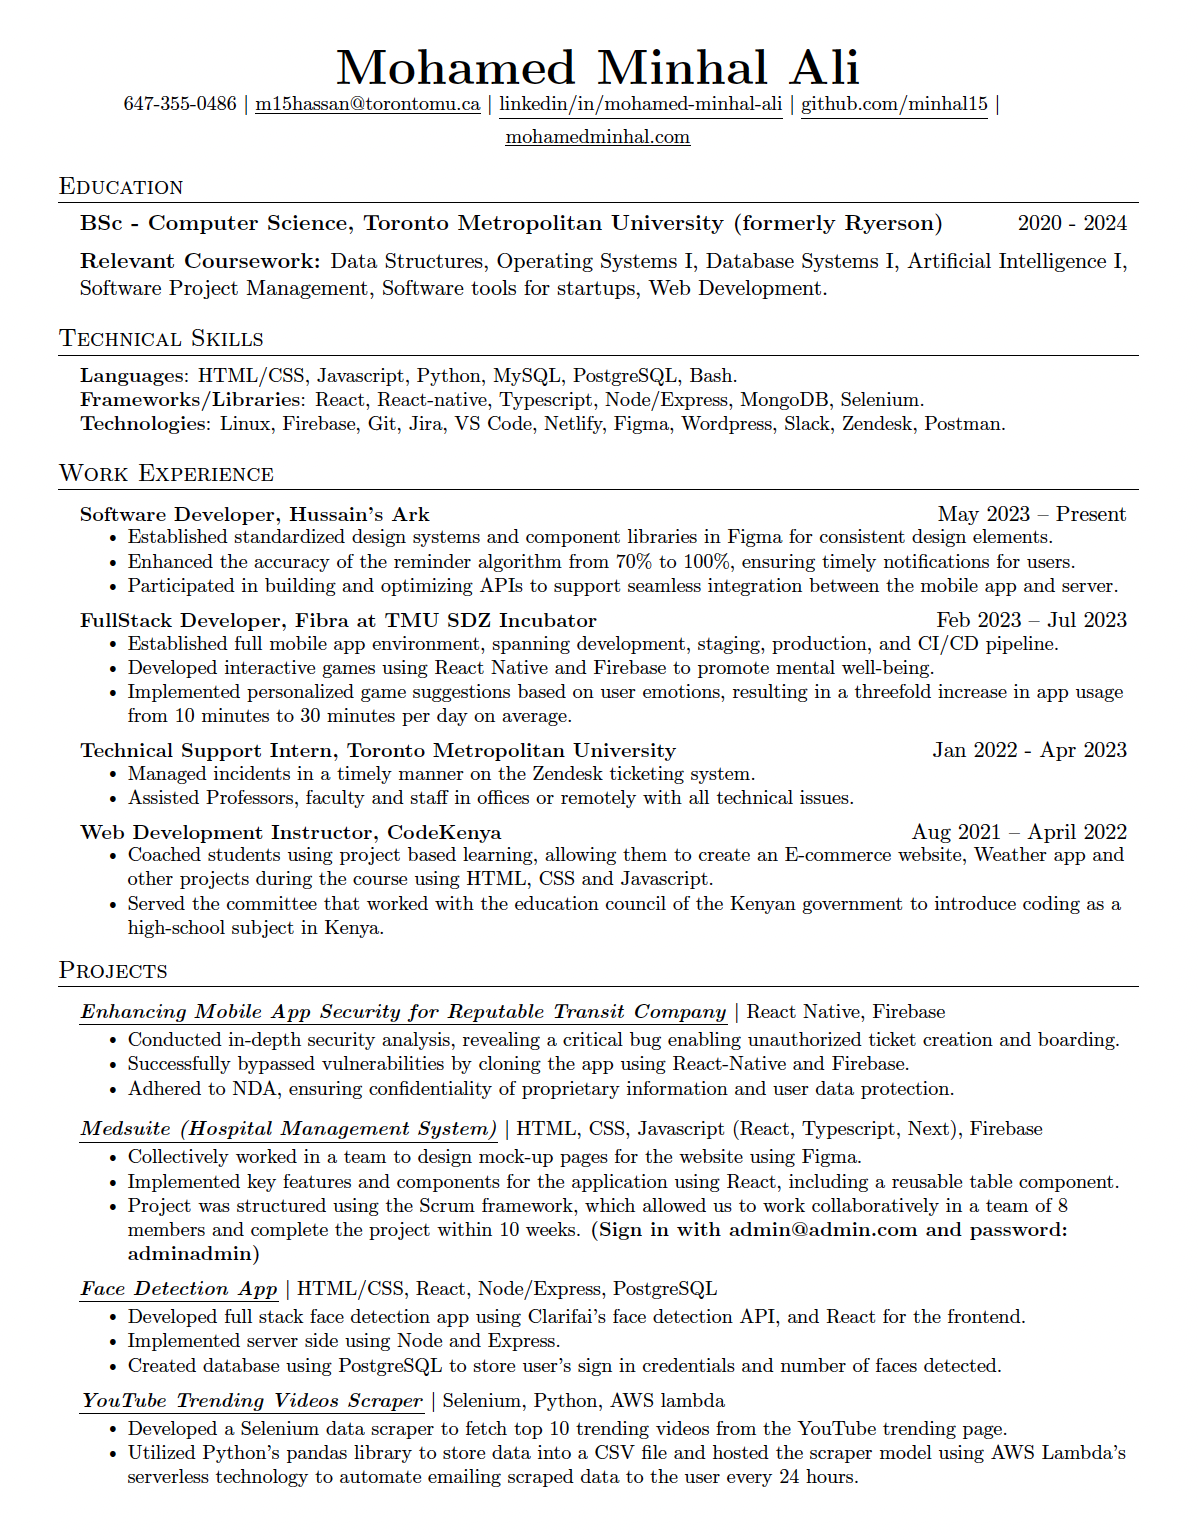 Mohamed Minhal Ali
647-355-0486 | m15hassan@torontomu.ca | linkedin/in/mohamed-minhal-ali | github.com/minhal15 |
mohamedminhal.com
Education
BSc - Computer Science, Toronto Metropolitan University (formerly Ryerson) 2020 - 2024
Relevant Coursework: Data Structures, Operating Systems I, Database Systems I, Artificial Intelligence I,
Software Project Management, Software tools for startups, Web Development.
Technical Skills
Languages: HTML/CSS, Javascript, Python, MySQL, PostgreSQL, Bash.
Frameworks/Libraries: React, React-native, Typescript, Node/Express, MongoDB, Selenium.
Technologies: Linux, Firebase, Git, Jira, VS Code, Netlify, Figma, Wordpress, Slack, Zendesk, Postman.
Work Experience
Software Developer, Hussain's Ark May 2023 – Present
• Established standardized design systems and component libraries in Figma for consistent design elements.
• Enhanced the accuracy of the reminder algorithm from 70% to 100%, ensuring timely notifications for users.
• Participated in building and optimizing APIs to support seamless integration between the mobile app and server.
FullStack Developer, Fibra at TMU SDZ Incubator Feb 2023 – Jul 2023
• Established full mobile app environment, spanning development, staging, production, and CI/CD pipeline.
• Developed interactive games using React Native and Firebase to promote mental well-being.
• Implemented personalized game suggestions based on user emotions, resulting in a threefold increase in app usage
from 10 minutes to 30 minutes per day on average.
Technical Support Intern, Toronto Metropolitan University Jan 2022 - Apr 2023
• Managed incidents in a timely manner on the Zendesk ticketing system.
• Assisted Professors, faculty and staff in offices or remotely with all technical issues.
Web Development Instructor, CodeKenya Aug 2021 – April 2022
• Coached students using project based learning, allowing them to create an E-commerce website, Weather app and
other projects during the course using HTML, CSS and Javascript.
• Served the committee that worked with the education council of the Kenyan government to introduce coding as a
high-school subject in Kenya.
Projects
Enhancing Mobile App Security for Reputable Transit Company | React Native, Firebase
• Conducted in-depth security analysis, revealing a critical bug enabling unauthorized ticket creation and boarding.
• Successfully bypassed vulnerabilities by cloning the app using React-Native and Firebase.
• Adhered to NDA, ensuring confidentiality of proprietary information and user data protection.
Medsuite (Hospital Management System) | HTML, CSS, Javascript (React, Typescript, Next), Firebase
• Collectively worked in a team to design mock-up pages for the website using Figma.
• Implemented key features and components for the application using React, including a reusable table component.
• Project was structured using the Scrum framework, which allowed us to work collaboratively in a team of 8
members and complete the project within 10 weeks. (Sign in with admin@admin.com and password:
adminadmin)
Face Detection App | HTML/CSS, React, Node/Express, PostgreSQL
• Developed full stack face detection app using Clarifai's face detection API, and React for the frontend.
• Implemented server side using Node and Express.
• Created database using PostgreSQL to store user's sign in credentials and number of faces detected.
YouTube Trending Videos Scraper | Selenium, Python, AWS lambda
• Developed a Selenium data scraper to fetch top 10 trending videos from the YouTube trending page.
• Utilized Python's pandas library to store data into a CSV file and hosted the scraper model using AWS Lambda's
serverless technology to automate emailing scraped data to the user every 24 hours.